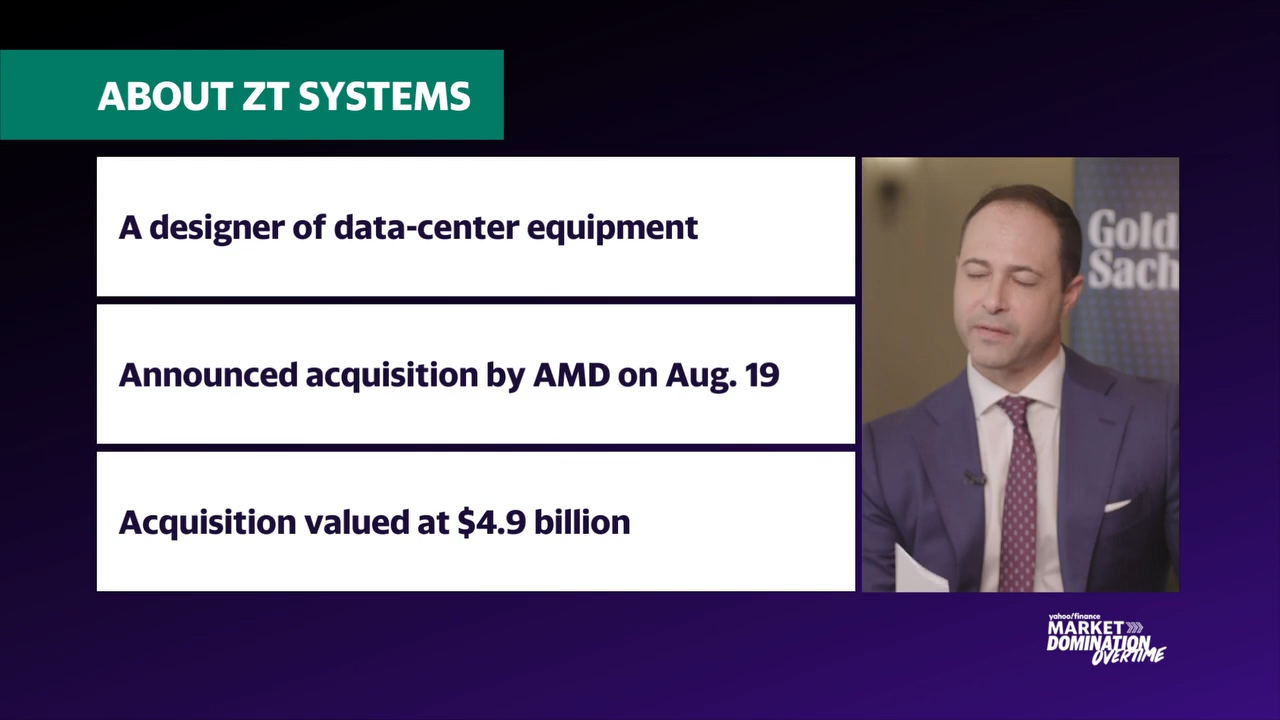 ABOUT ZT SYSTEMS
A designer of data-center equipment
Announced acquisition by AMD on Aug. 19
Acquisition valued at $4.9 billion
Gold
Sach
yahoo/finance
MARKET
DOMINATION
OVERTIME